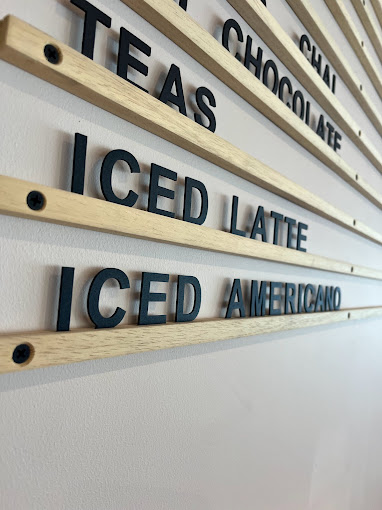 CHAI
CHOCOLATE
TEAS
ICED LATTE
ICED AMERICANO